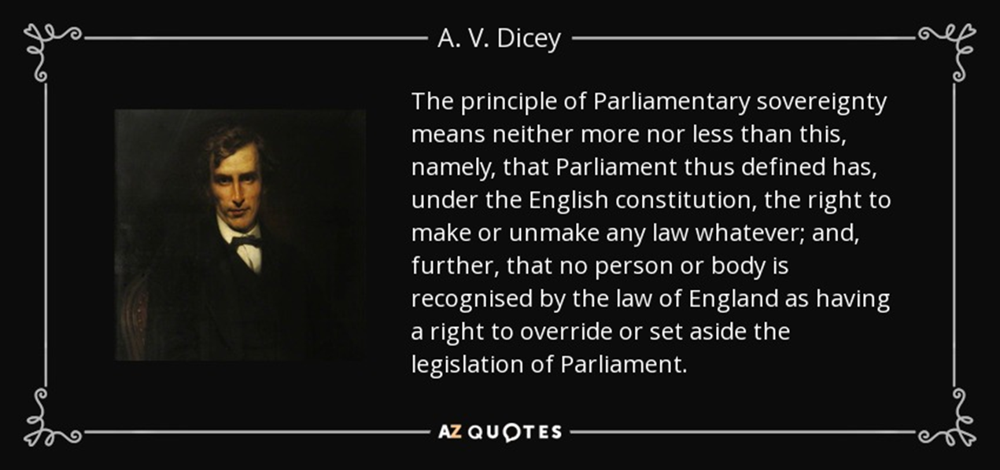 A. V. Dicey
The principle of Parliamentary sovereignty
means neither more nor less than this,
namely, that Parliament thus defined has,
under the English constitution, the right to
make or unmake any law whatever; and,
further, that no person or body is
recognised by the law of England as having
a right to override or set aside the
legislation of Parliament.
AZ QUOTES